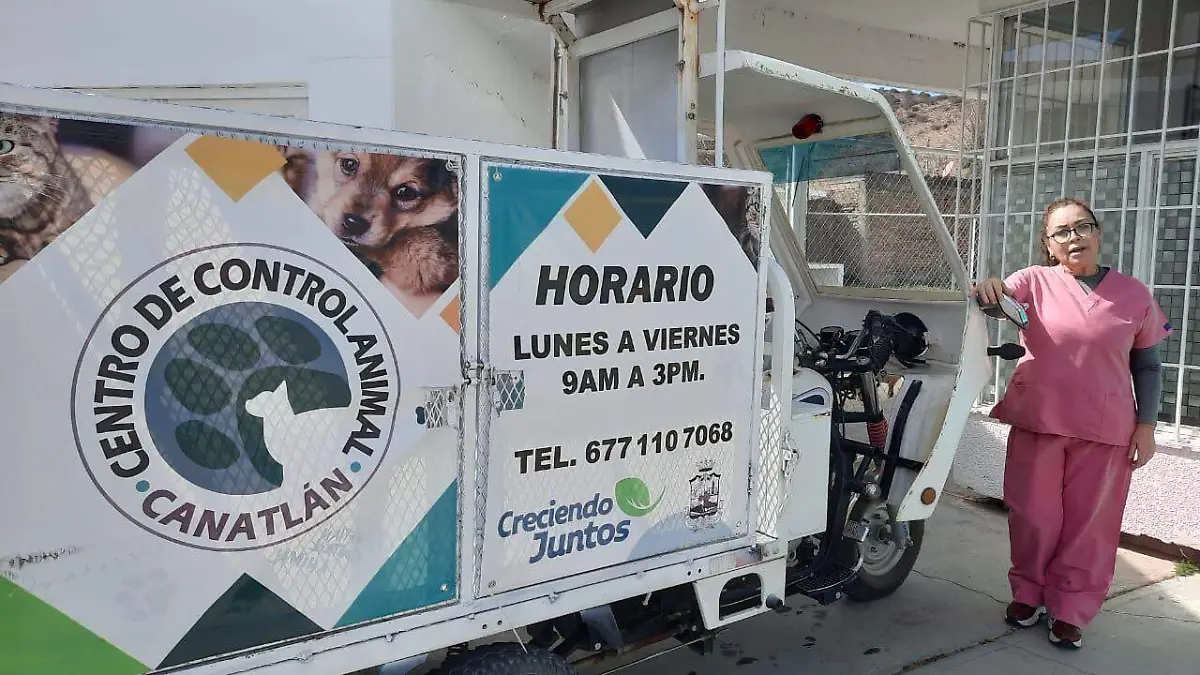 CENTRO DE CONTROL ANIMAL
• CANATLÁN •
HORARIO
LUNES A VIERNES
9AM A 3PM.
TEL. 677 110 7068
Creciendo
Juntos